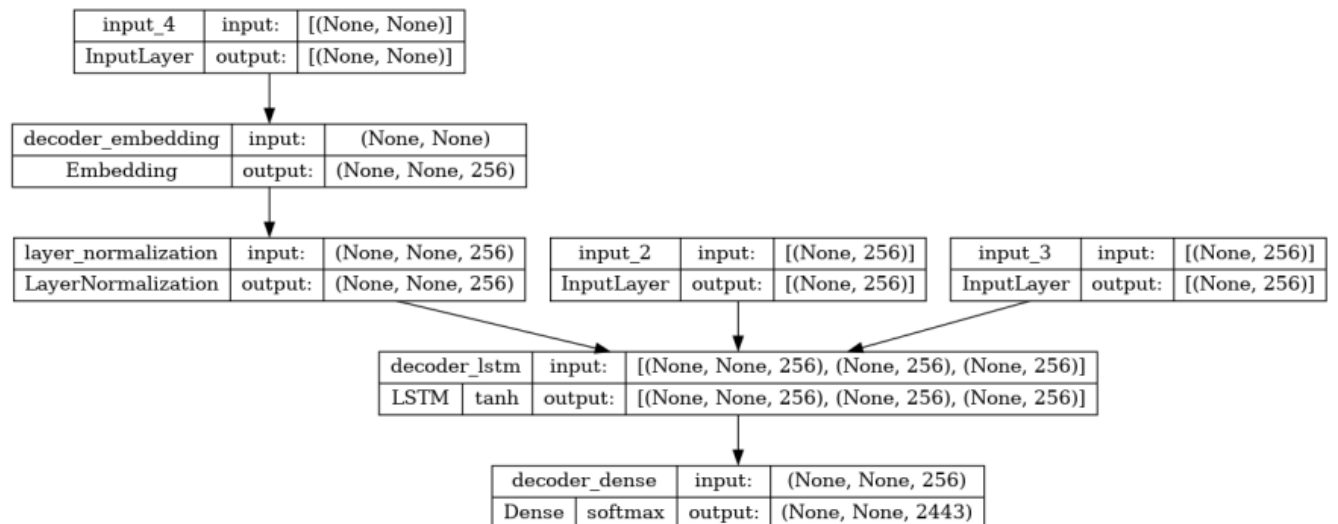 input_4 input: [(None, None)]
InputLayer output: [(None, None)]
decoder_embedding input: (None, None)
Embedding output: (None, None, 256)
layer_normalization input: (None, None, 256)
LayerNormalization output: (None, None, 256)
input_2 input: [(None, 256)]
InputLayer output: [(None, 256)]
input_3 input: [(None, 256)]
InputLayer output: [(None, 256)]
decoder_lstm input: [(None, None, 256), (None, 256), (None, 256)]
LSTM tanh output: [(None, None, 256), (None, 256), (None, 256)]
decoder_dense input: (None, None, 256)
Dense softmax output: (None, None, 2443)